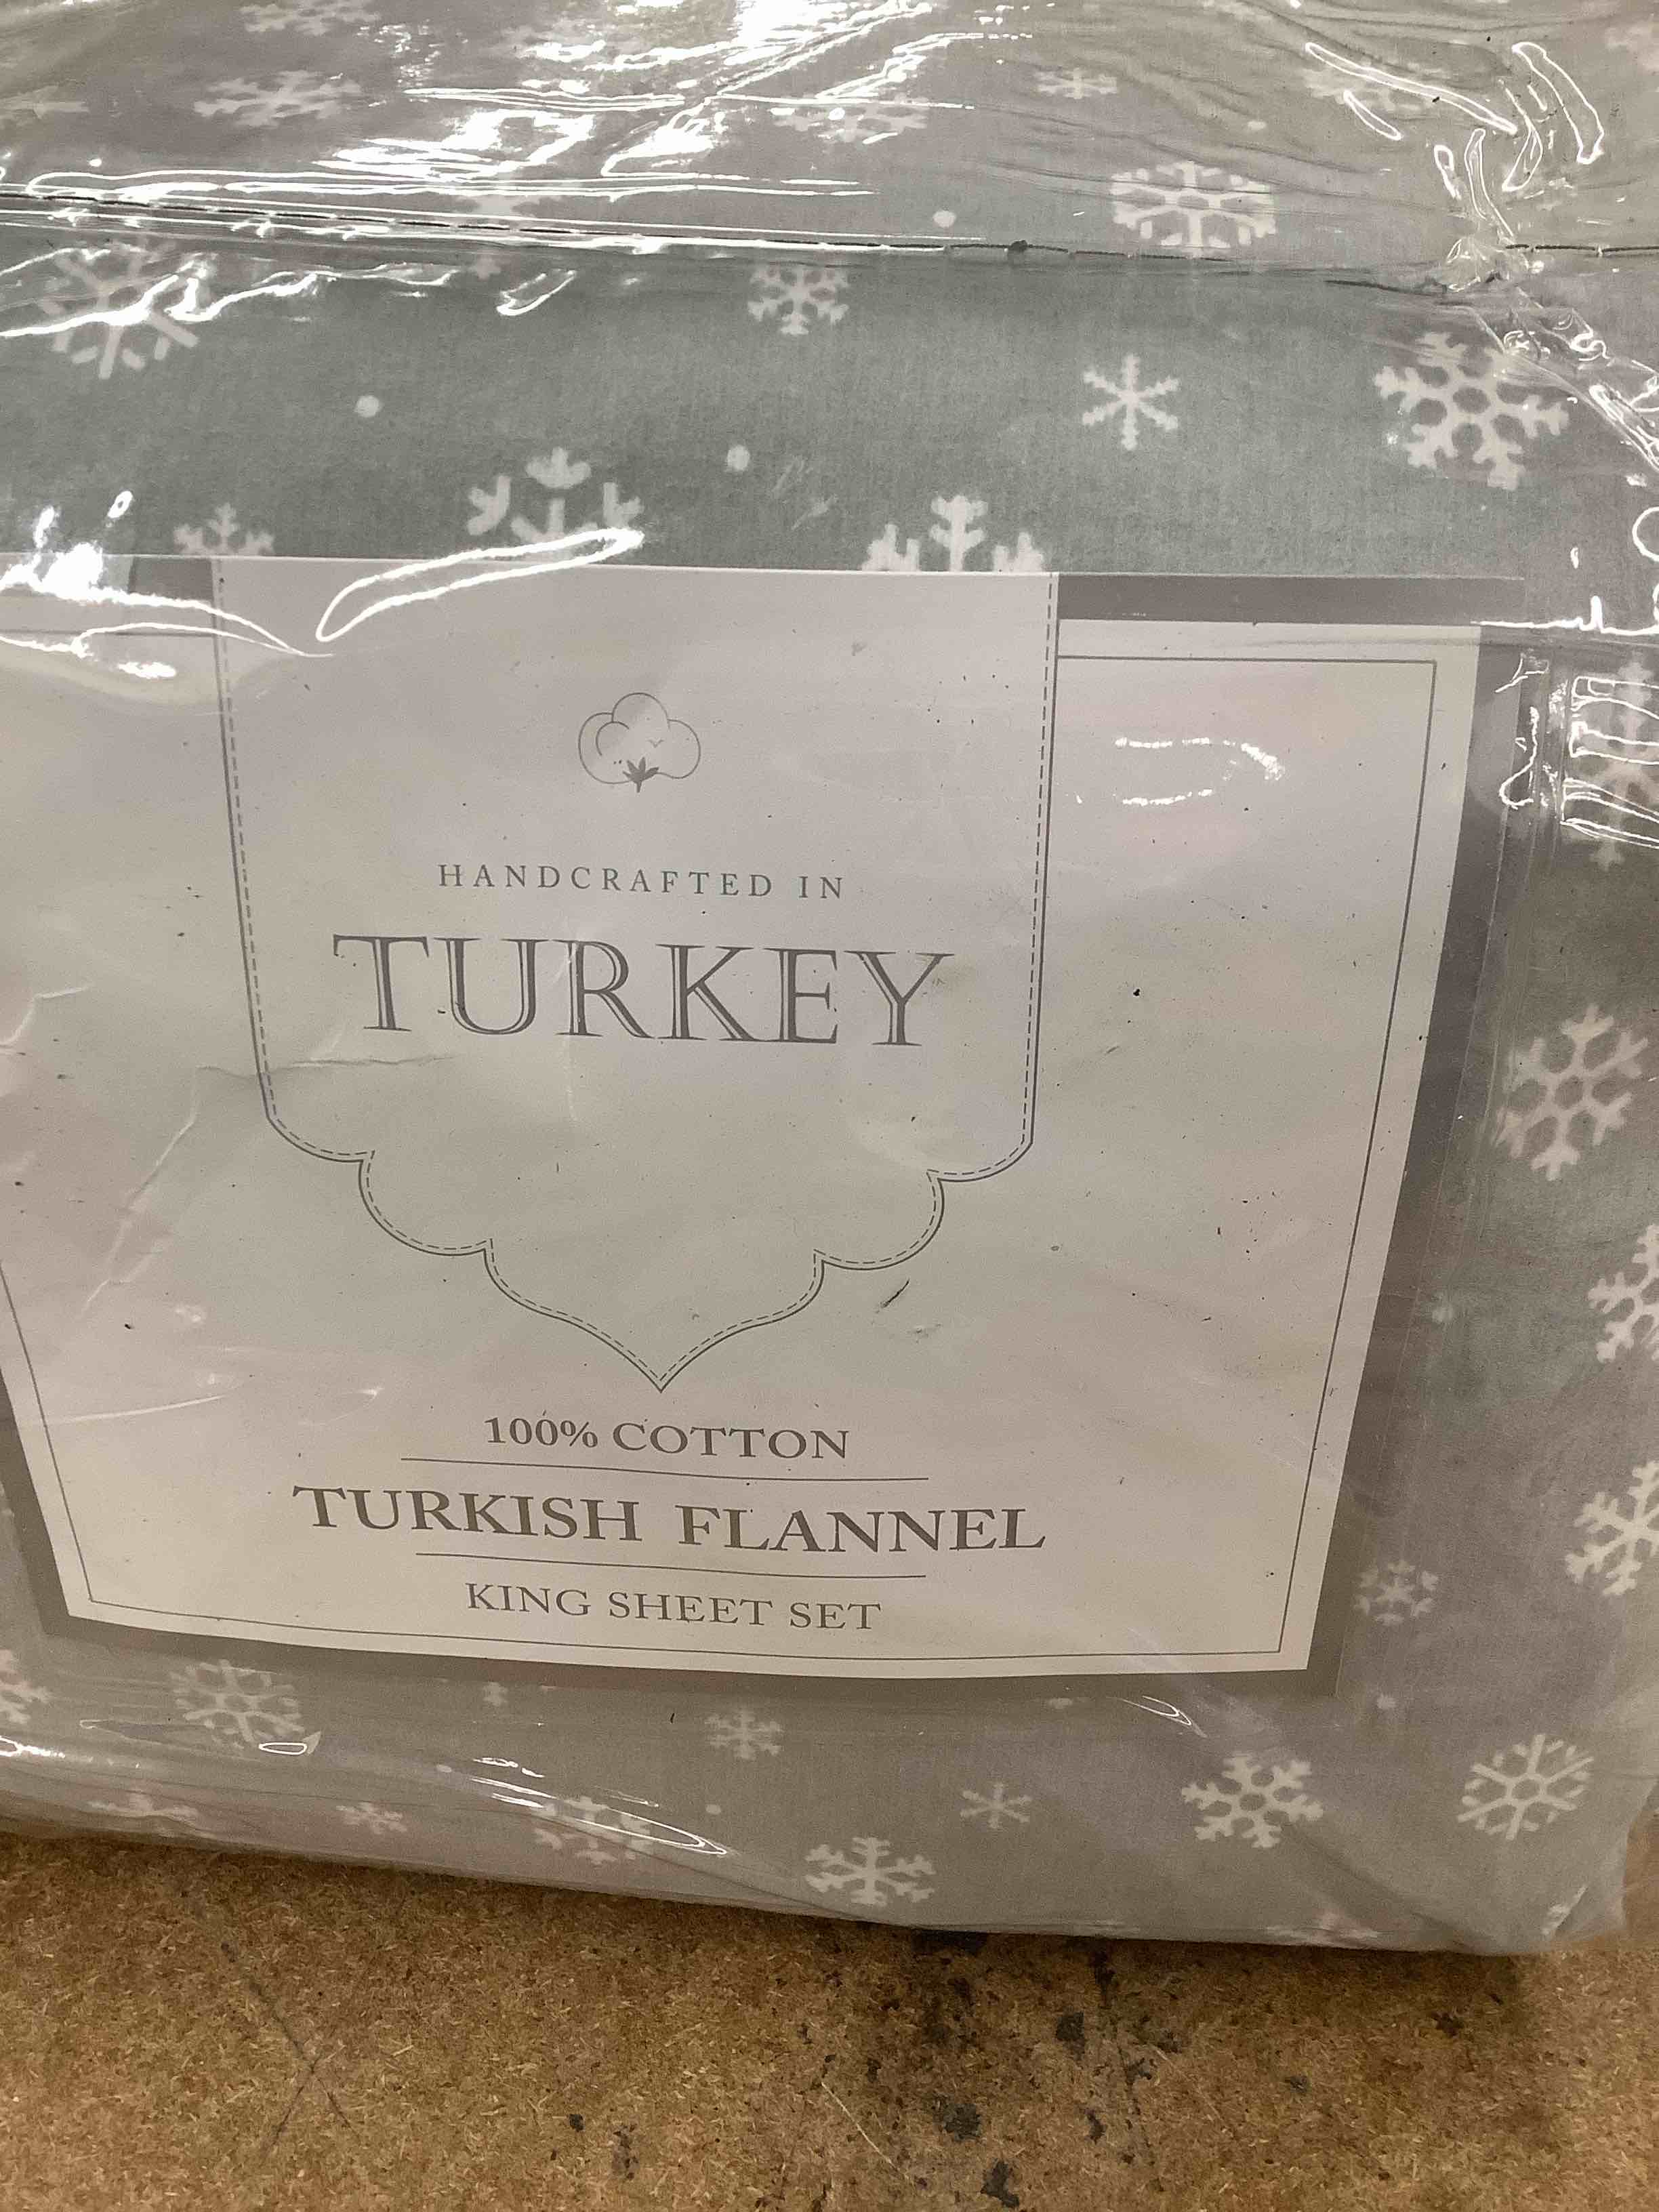 HANDCRAFTED IN
TURKEY
100% COTTON
TURKISH FLANNEL
KING SHEET SET